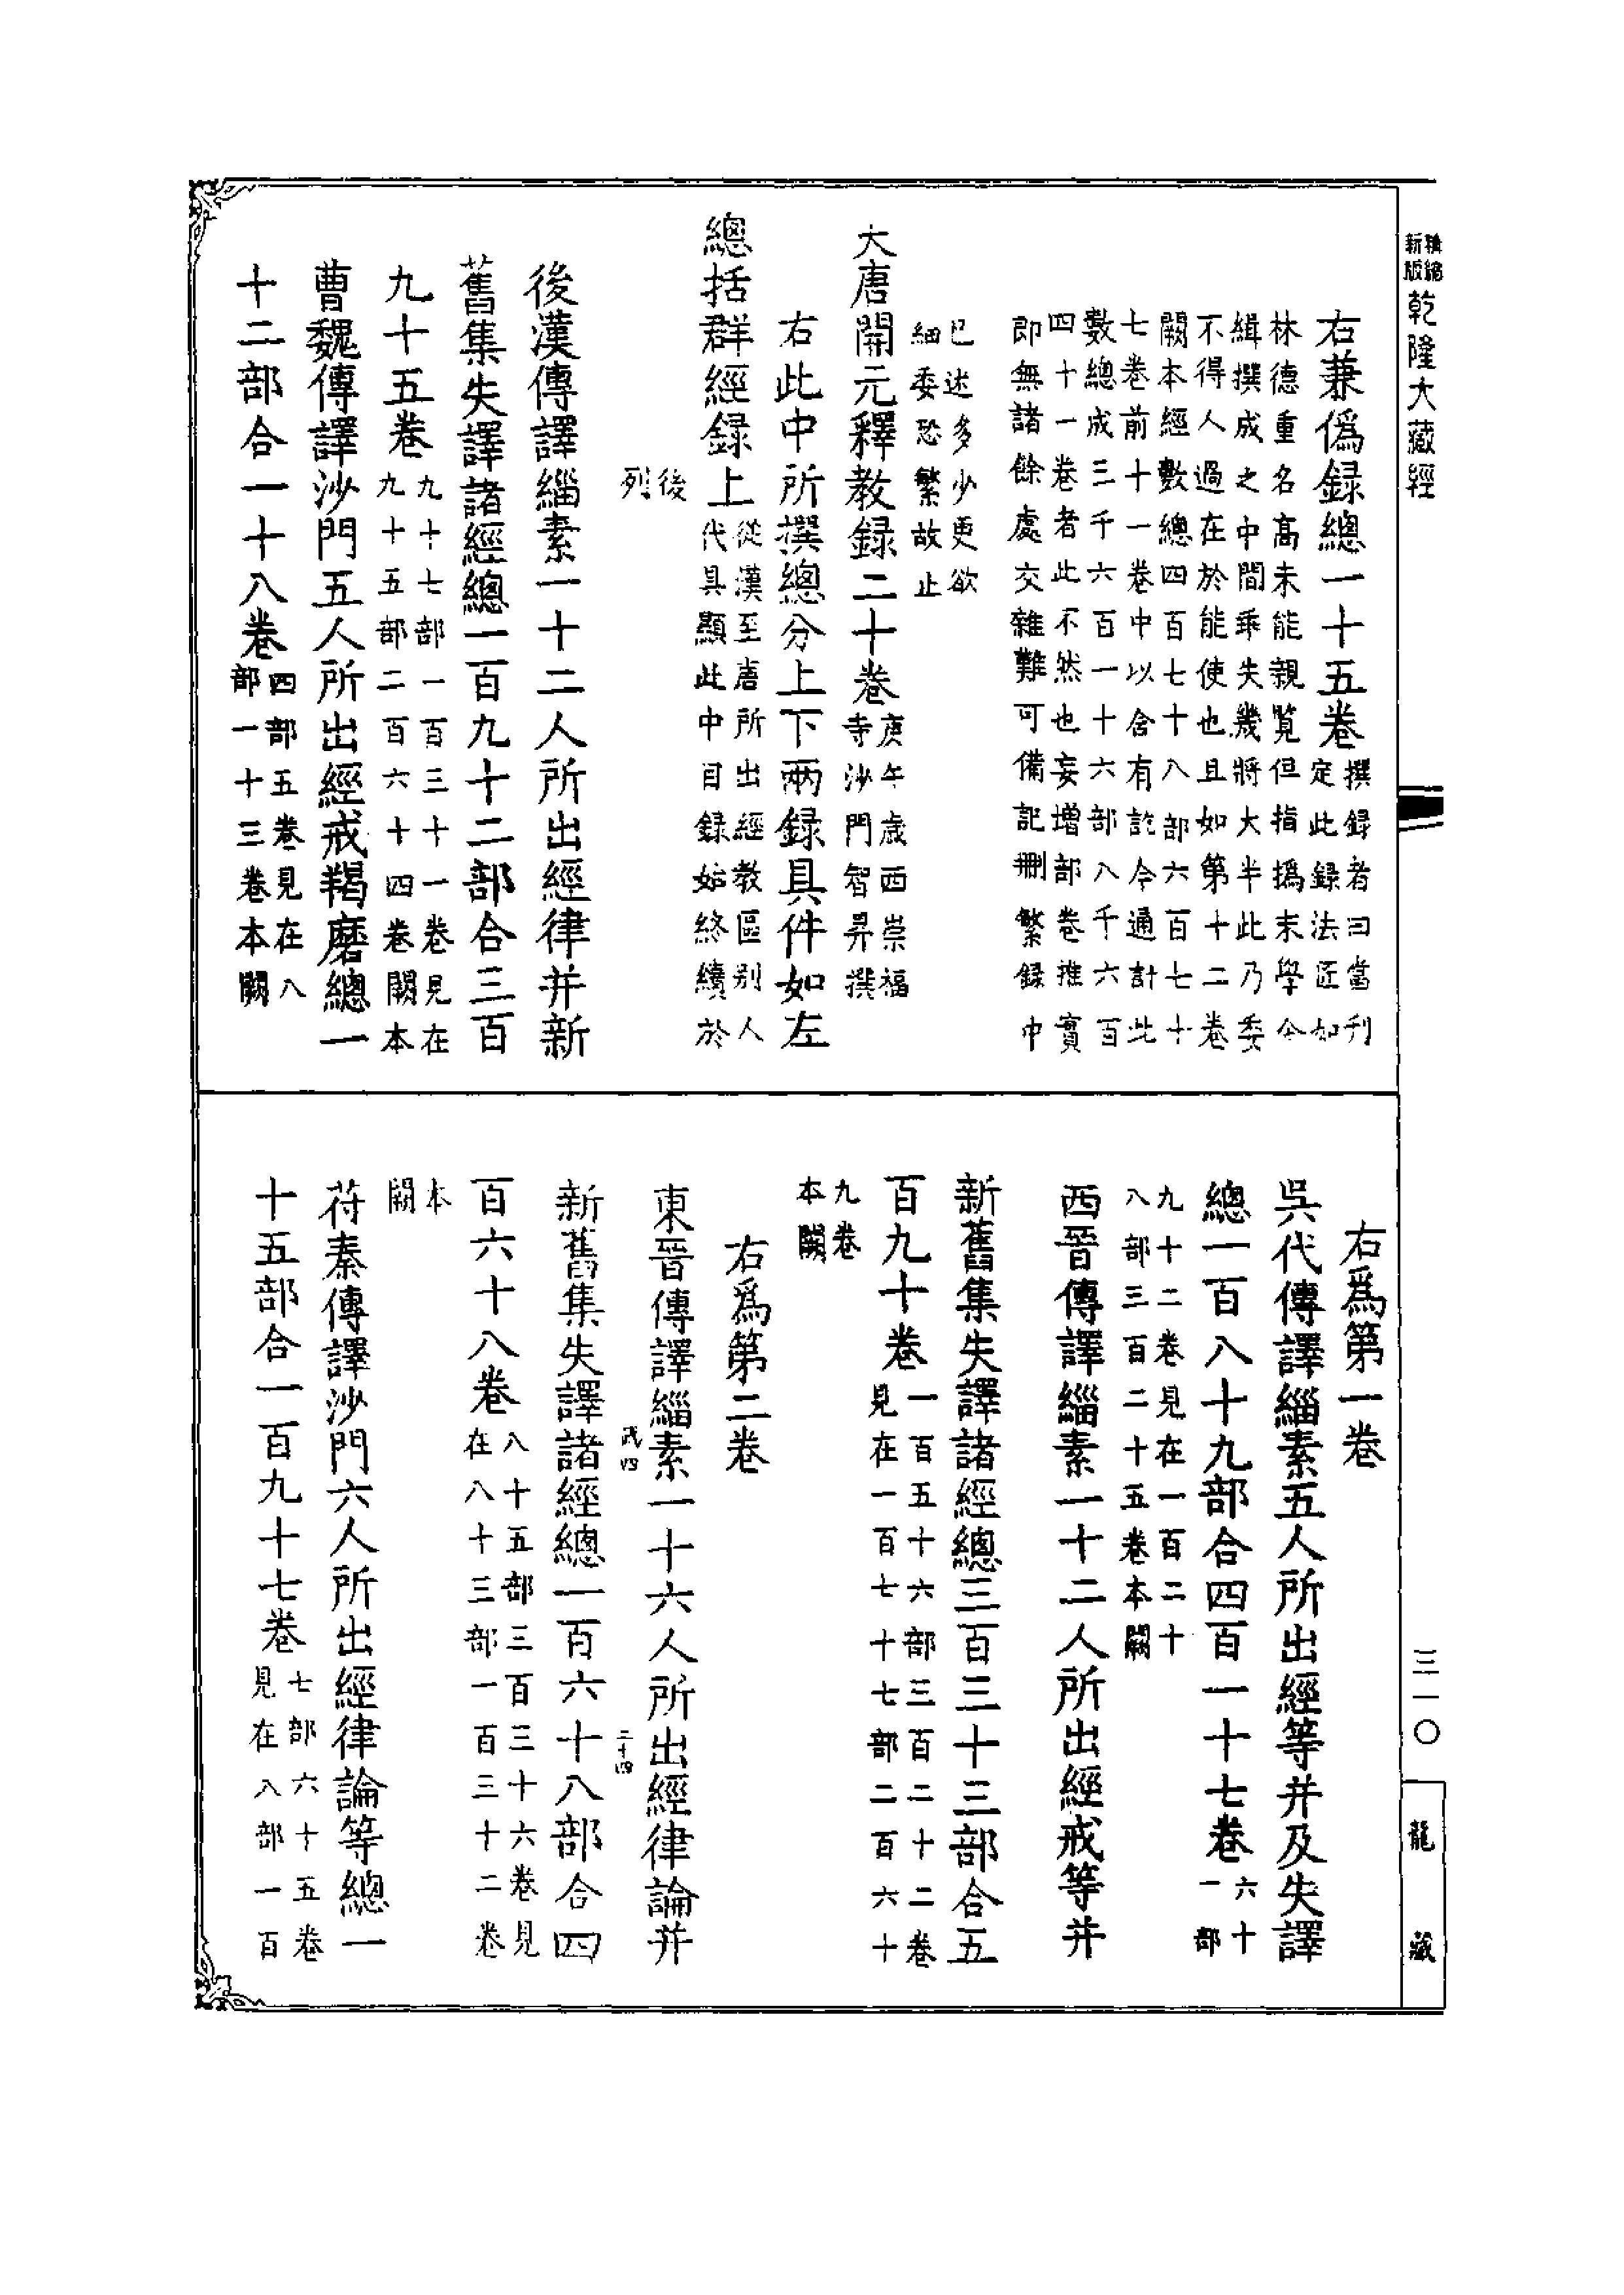 精縮
新版
乾隆大藏經
右兼偽録總一十五卷
撰録者曰當刋
定此録法匠如
林德重名高未能親覧但指撝末學令
緝撰成之中間乖失幾將大半此乃委
不得人過在於能使也且如第十二卷
闕本經數總四百七十八部六百七十
七卷前十一卷中以含有訖今通計此
數總成三千六百一十六部八千六百
四十一卷者此不然也妄増部卷推實
即無諸餘處交雜難可備記刪繁録中
已述多少更欲
細委恐繁故止
大唐開元釋教録二十卷
庚午歳西崇福
寺沙門智昇撰
右此中所撰總分上下兩録具件如左
總括群經録上
從漢至唐所出經教區别人
代具顯此中目録始終續於
後
列
後漢傳譯緇素一十二人所出經律并新
舊集失譯諸經總一百九十二部合三百
九十五卷
九十七部一百三十一卷見在
九十五部二百六十四卷闕本
曹魏傳譯沙門五人所出經戒羯磨總一
十二部合一十八卷
四部五卷見在八
部一十三卷本闕
右爲第一卷
吳代傳譯緇素五人所出經等并及失譯
總一百八十九部合四百一十七卷
六十
一部
九十二卷見在一百二十
八部三百二十五卷本闕
西晉傳譯緇素一十二人所出經戒等并
新舊集失譯諸經總三百三十三部合五
百九十卷
一百五十六部三百二十二卷
見在一百七十七部二百六十
九卷
本闕
右爲第二卷
東晉傳譯緇素一十六人所出經律論并
二十四
新舊集失譯諸經總一百六十八部合四
百六十八卷
八十五部三百三十六卷見
在八十三部一百三十二卷
本
闕
苻秦傳譯沙門六人所出經律論等總一
十五部合一百九十七卷
七部六十五卷
見在八部一百
三一〇
龍藏